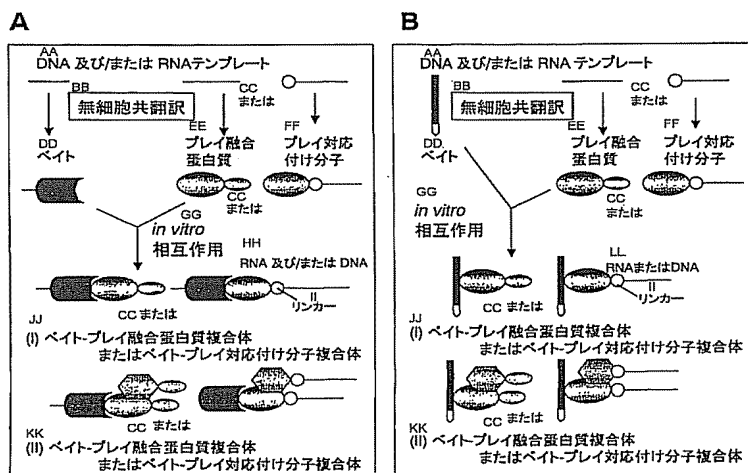 A
AA
DNA 及び/または RNAテンプレート
BB
無細胞共翻訳
CC
または
DD
ベイト
EE
プレイ融合
蛋白質
FF
プレイ対応
付け分子
CC
または
GG
in vitro
相互作用
HH
RNA 及び/または DNA
CC または
II
リンカー
JJ
(I) ベイト-プレイ融合蛋白質複合体
またはベイト-プレイ対応付け分子複合体
CC または
KK
(II) ベイト-プレイ融合蛋白質複合体
またはベイト-プレイ対応付け分子複合体
B
AA
DNA 及び/または RNA テンプレート
BB
無細胞共翻訳
CC
または
DD
ベイト
EE
プレイ融合
蛋白質
FF
プレイ対応
付け分子
CC
または
GG
in vitro
相互作用
LL
RNAまたはDNA
CC または
II
リンカー
JJ
(I) ベイト-プレイ融合蛋白質複合体
またはベイト-プレイ対応付け分子複合体
CC または
KK
(II) ベイト-プレイ融合蛋白質複合体
またはベイト-プレイ対応付け分子複合体